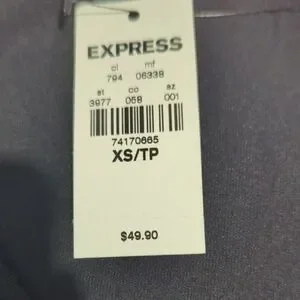 EXPRESS
cl mf
794 06338
st co sz
3977 058 001
74170665
XS/TP
$49.90